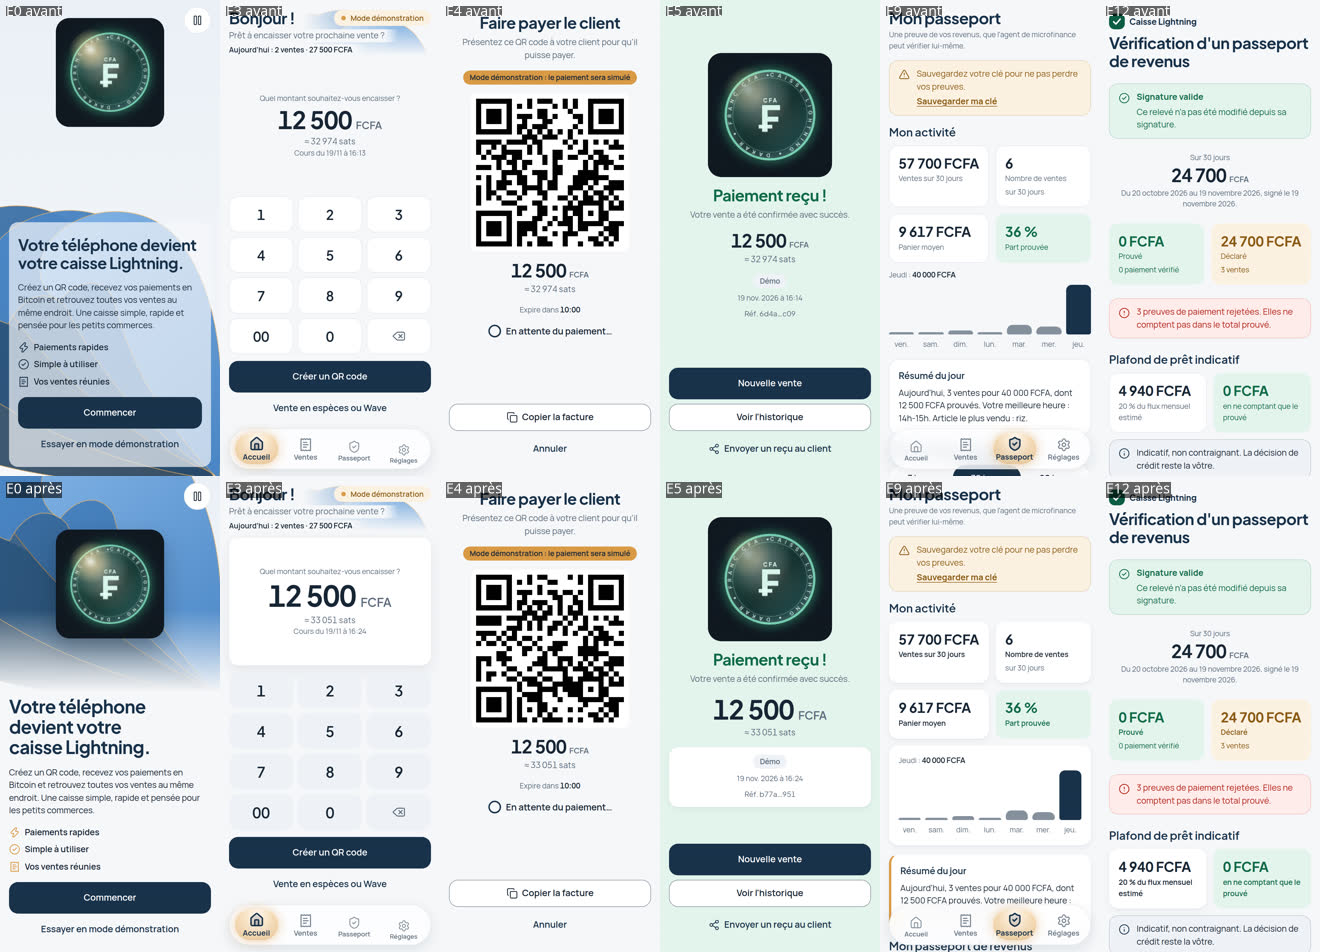 E0 avant
CFA
Votre téléphone devient
votre caisse Lightning.
Créez un QR code, recevez vos paiements en
Bitcoin et retrouvez toutes vos ventes au
même endroit. Une caisse simple, rapide et
pensée pour les petits commerces.
Paiements rapides
Simple à utiliser
Vos ventes réunies
Commencer
Essayer en mode démonstration
E3 avant
Bonjour !
Mode démonstration
Prêt à encaisser votre prochaine vente ?
Aujourd'hui : 2 ventes · 27 500 FCFA
Quel montant souhaitez-vous encaisser ?
12 500 FCFA
≈ 32 974 sats
Cours du 19/11 à 16:13
1 2 3
4 5 6
7 8 9
00 0
Créer un QR code
Vente en espèces ou Wave
Accueil Ventes Passeport Réglages
E4 avant
Faire payer le client
Présentez ce QR code à votre client pour qu'il
puisse payer.
Mode démonstration : le paiement sera simulé
12 500 FCFA
≈ 32 974 sats
Expire dans 10:00
En attente du paiement...
Copier la facture
Annuler
E5 avant
FRANC CFA • CAISSE LIGHTNING • DAKAR
CFA
Paiement reçu !
Votre vente a été confirmée avec succès.
12 500 FCFA
≈ 32 974 sats
Démo
19 nov. 2026 à 16:14
Réf. 6d4a...c09
Nouvelle vente
Voir l'historique
Envoyer un reçu au client
E9 avant
Mon passeport
Une preuve de vos revenus, que l'agent de microfinance
peut vérifier lui-même.
Sauvegardez votre clé pour ne pas perdre
vos preuves.
Sauvegarder ma clé
Mon activité
57 700 FCFA
Ventes sur 30 jours
6
Nombre de ventes
sur 30 jours
9 617 FCFA
Panier moyen
36 %
Part prouvée
Jeudi : 40 000 FCFA
ven. sam. dim. lun. mar. mer. jeu.
Résumé du jour
Aujourd'hui, 3 ventes pour 40 000 FCFA, dont
12 500 FCFA prouvés. Votre meilleure heure :
14h-15h. Article le plus vendu : riz.
Accueil Ventes Passeport Réglages
E12 avant
Caisse Lightning
Vérification d'un passeport
de revenus
Signature valide
Ce relevé n'a pas été modifié depuis sa
signature.
Sur 30 jours
24 700 FCFA
Du 20 octobre 2026 au 19 novembre 2026, signé le 19
novembre 2026.
0 FCFA
Prouvé
0 paiement vérifié
24 700 FCFA
Déclaré
3 ventes
3 preuves de paiement rejetées. Elles ne
comptent pas dans le total prouvé.
Plafond de prêt indicatif
4 940 FCFA
20 % du flux mensuel
estimé
0 FCFA
en ne comptant que le
prouvé
Indicatif, non contraignant. La décision de
crédit reste la vôtre.
E0 après
CFA
Votre téléphone
devient votre
caisse Lightning.
Créez un QR code, recevez vos paiements en
Bitcoin et retrouvez toutes vos ventes au même
endroit. Une caisse simple, rapide et pensée pour
les petits commerces.
Paiements rapides
Simple à utiliser
Vos ventes réunies
Commencer
Essayer en mode démonstration
E3 après
Bonjour !
Mode démonstration
Prêt à encaisser votre prochaine vente ?
Aujourd'hui : 2 ventes · 27 500 FCFA
Quel montant souhaitez-vous encaisser ?
12 500 FCFA
≈ 33 051 sats
Cours du 19/11 à 16:24
1 2 3
4 5 6
7 8 9
00 0
Créer un QR code
Vente en espèces ou Wave
Accueil Ventes Passeport Réglages
E4 après
Faire payer le client
Présentez ce QR code à votre client pour qu'il
puisse payer.
Mode démonstration : le paiement sera simulé
12 500 FCFA
≈ 33 051 sats
Expire dans 10:00
En attente du paiement...
Copier la facture
Annuler
E5 après
FRANC CFA • CAISSE LIGHTNING • DAKAR
CFA
Paiement reçu !
Votre vente a été confirmée avec succès.
12 500 FCFA
≈ 33 051 sats
Démo
19 nov. 2026 à 16:24
Réf. b77a...951
Nouvelle vente
Voir l'historique
Envoyer un reçu au client
E9 après
Mon passeport
Une preuve de vos revenus, que l'agent de microfinance
peut vérifier lui-même.
Sauvegardez votre clé pour ne pas perdre
vos preuves.
Sauvegarder ma clé
Mon activité
57 700 FCFA
Ventes sur 30 jours
6
Nombre de ventes
sur 30 jours
9 617 FCFA
Panier moyen
36 %
Part prouvée
Jeudi : 40 000 FCFA
ven. sam. dim. lun. mar. mer. jeu.
Résumé du jour
Aujourd'hui, 3 ventes pour 40 000 FCFA, dont
12 500 FCFA prouvés. Votre meilleure heure :
Accueil Ventes Passeport Réglages
Mon passeport de revenus
E12 après
Caisse Lightning
Vérification d'un passeport
de revenus
Signature valide
Ce relevé n'a pas été modifié depuis sa
signature.
Sur 30 jours
24 700 FCFA
Du 20 octobre 2026 au 19 novembre 2026, signé le 19
novembre 2026.
0 FCFA
Prouvé
0 paiement vérifié
24 700 FCFA
Déclaré
3 ventes
3 preuves de paiement rejetées. Elles ne
comptent pas dans le total prouvé.
Plafond de prêt indicatif
4 940 FCFA
20 % du flux mensuel
estimé
0 FCFA
en ne comptant que le
prouvé
Indicatif, non contraignant. La décision de
crédit reste la vôtre.